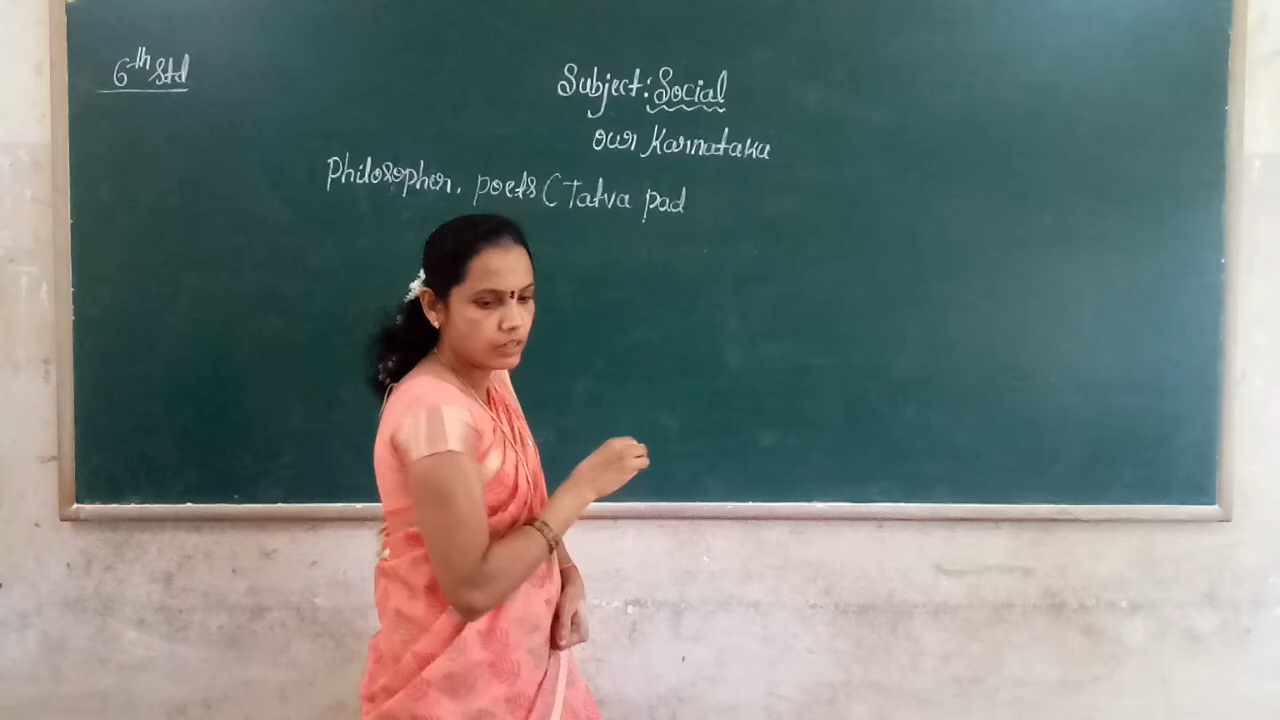 6th Std
Subject: Social
our Karnataka
Philosopher. poets ( Tatva pad